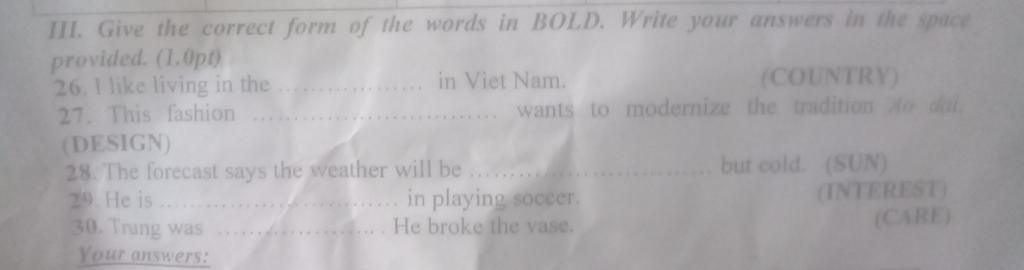 III. Give the correct form of the words in BOLD. Write your answers in the space
provided. (1.0pt)
26. I like living in the ........................ in Viet Nam. (COUNTRY)
27. This fashion ........................................ wants to modernize the tradition Ao dai.
(DESIGN)
28. The forecast says the weather will be ........................................ but cold. (SUN)
29. He is ........................................ in playing soccer. (INTEREST)
30. Trung was ............................ He broke the vase. (CARE)
Your answers: